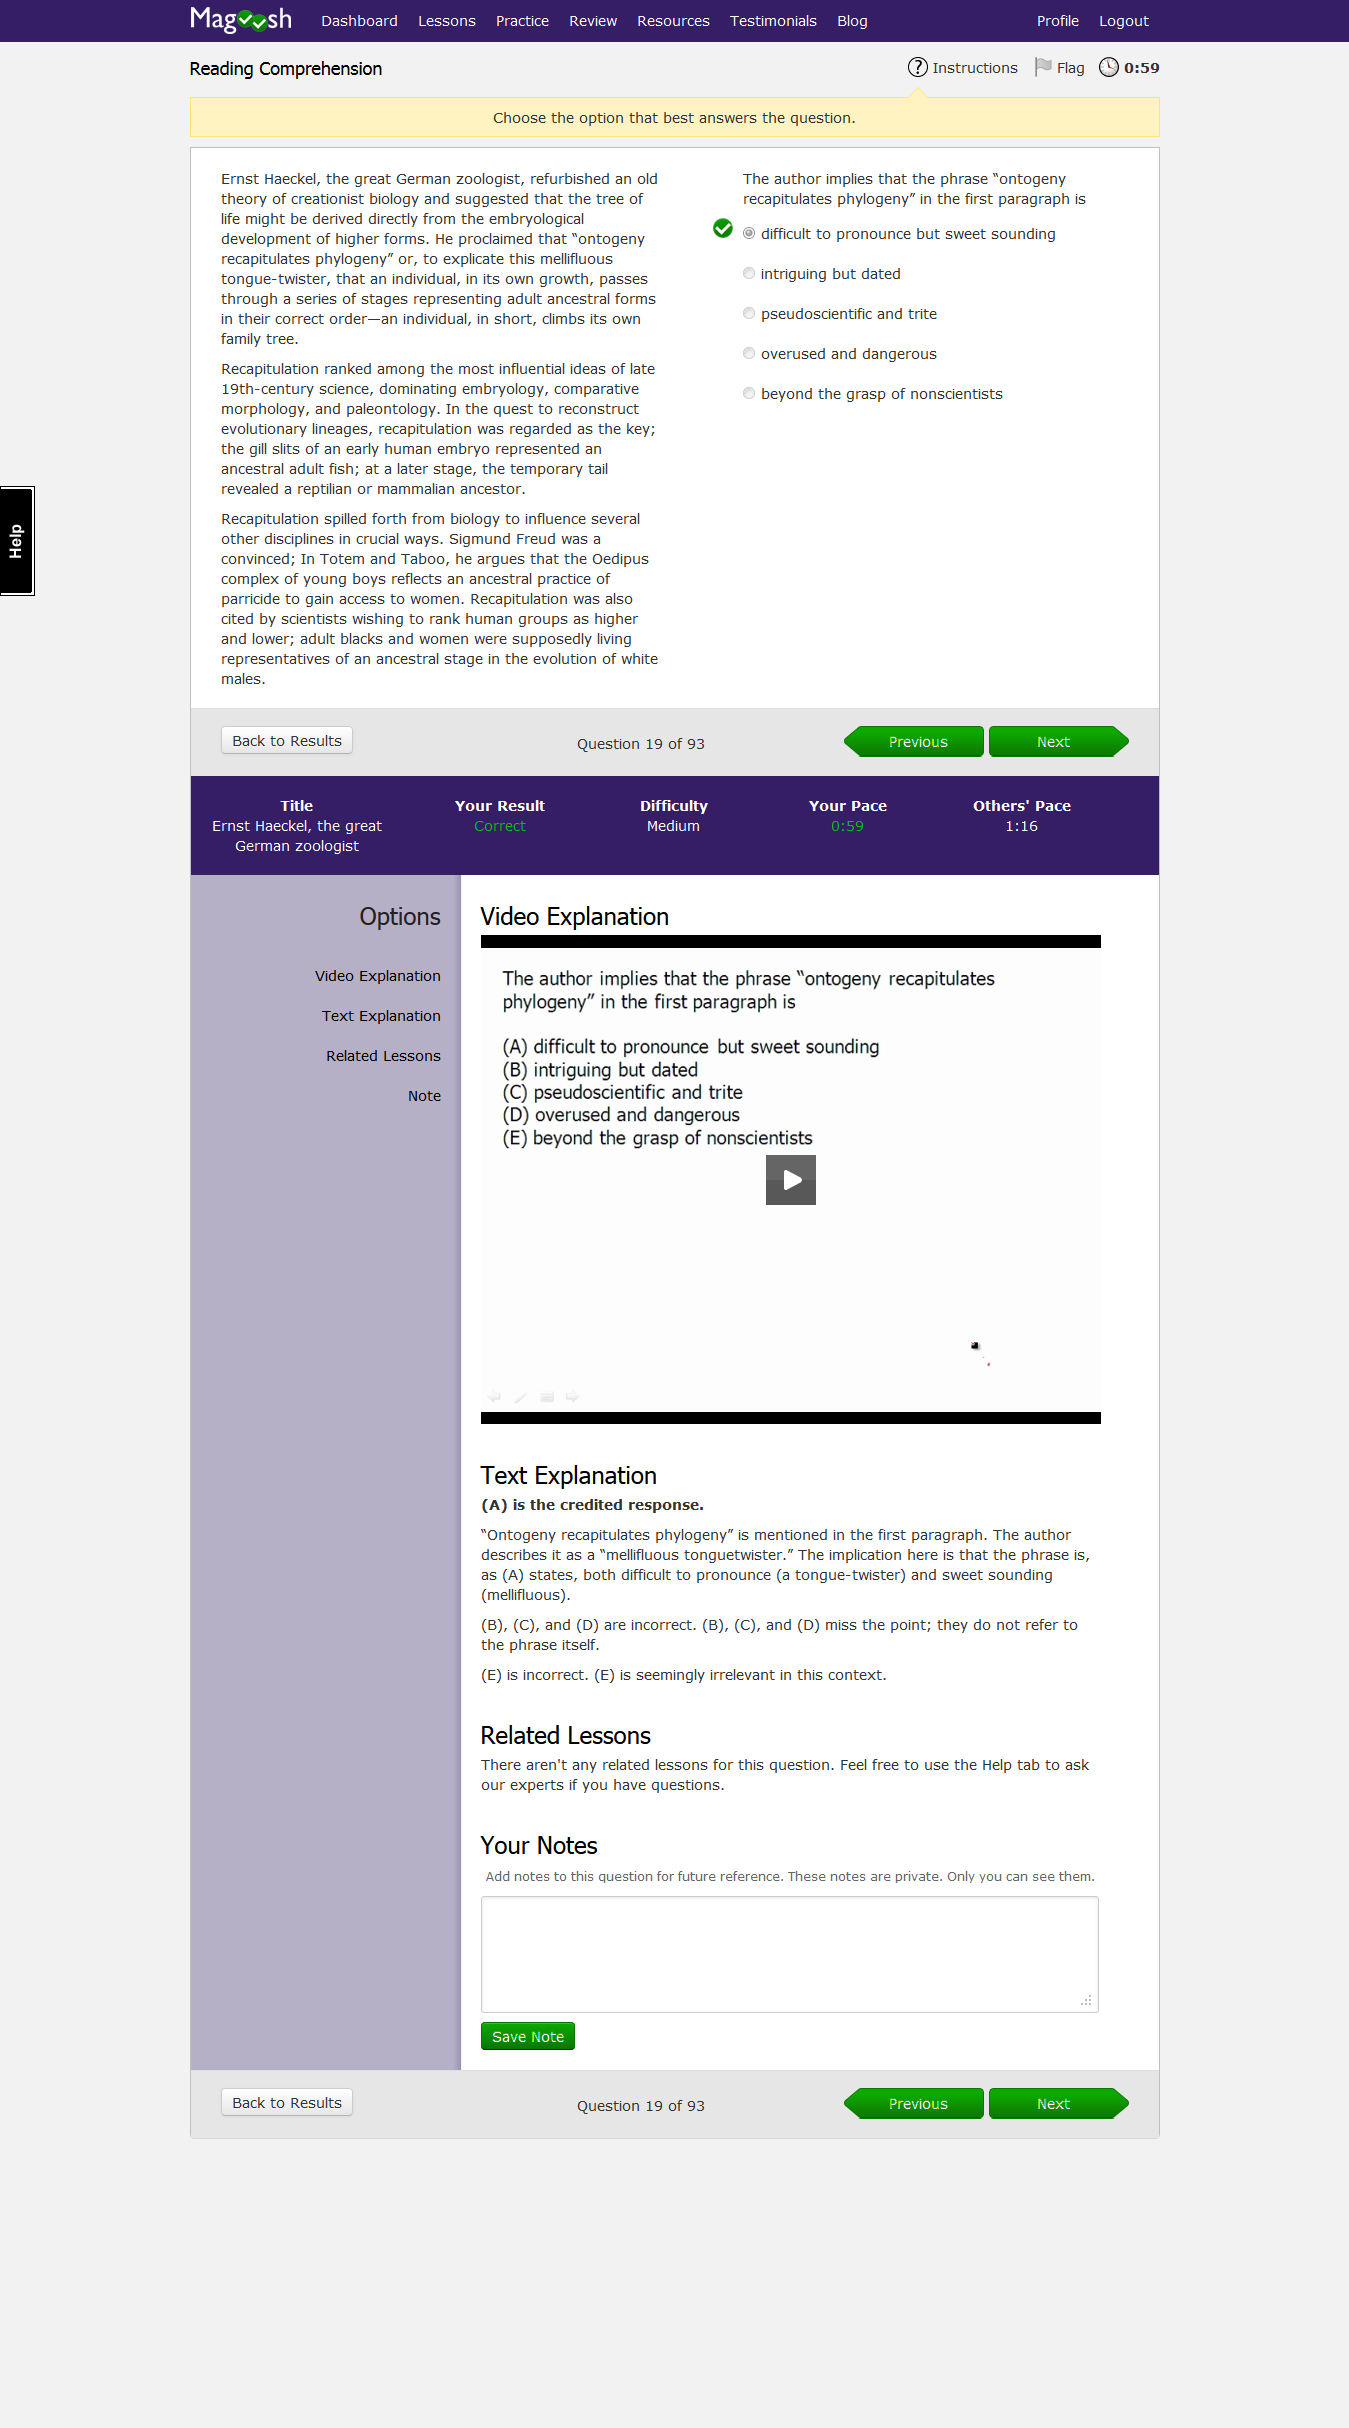 Magoosh Dashboard Lessons Practice Review Resources Testimonials Blog Profile Logout
Reading Comprehension
? Instructions Flag 0:59
Choose the option that best answers the question.
Ernst Haeckel, the great German zoologist, refurbished an old
theory of creationist biology and suggested that the tree of
life might be derived directly from the embryological
development of higher forms. He proclaimed that “ontogeny
recapitulates phylogeny” or, to explicate this mellifluous
tongue-twister, that an individual, in its own growth, passes
through a series of stages representing adult ancestral forms
in their correct order—an individual, in short, climbs its own
family tree.
Recapitulation ranked among the most influential ideas of late
19th-century science, dominating embryology, comparative
morphology, and paleontology. In the quest to reconstruct
evolutionary lineages, recapitulation was regarded as the key;
the gill slits of an early human embryo represented an
ancestral adult fish; at a later stage, the temporary tail
revealed a reptilian or mammalian ancestor.
Recapitulation spilled forth from biology to influence several
other disciplines in crucial ways. Sigmund Freud was a
convinced; In Totem and Taboo, he argues that the Oedipus
complex of young boys reflects an ancestral practice of
parricide to gain access to women. Recapitulation was also
cited by scientists wishing to rank human groups as higher
and lower; adult blacks and women were supposedly living
representatives of an ancestral stage in the evolution of white
males.
The author implies that the phrase “ontogeny
recapitulates phylogeny” in the first paragraph is
difficult to pronounce but sweet sounding
intriguing but dated
pseudoscientific and trite
overused and dangerous
beyond the grasp of nonscientists
Help
Back to Results
Question 19 of 93
Previous
Next
Title
Ernst Haeckel, the great
German zoologist
Your Result
Correct
Difficulty
Medium
Your Pace
0:59
Others' Pace
1:16
Options
Video Explanation
Text Explanation
Related Lessons
Note
Video Explanation
The author implies that the phrase “ontogeny recapitulates
phylogeny” in the first paragraph is
(A) difficult to pronounce but sweet sounding
(B) intriguing but dated
(C) pseudoscientific and trite
(D) overused and dangerous
(E) beyond the grasp of nonscientists
Text Explanation
(A) is the credited response.
“Ontogeny recapitulates phylogeny” is mentioned in the first paragraph. The author
describes it as a “mellifluous tonguetwister.” The implication here is that the phrase is,
as (A) states, both difficult to pronounce (a tongue-twister) and sweet sounding
(mellifluous).
(B), (C), and (D) are incorrect. (B), (C), and (D) miss the point; they do not refer to
the phrase itself.
(E) is incorrect. (E) is seemingly irrelevant in this context.
Related Lessons
There aren't any related lessons for this question. Feel free to use the Help tab to ask
our experts if you have questions.
Your Notes
Add notes to this question for future reference. These notes are private. Only you can see them.
Save Note
Back to Results
Question 19 of 93
Previous
Next